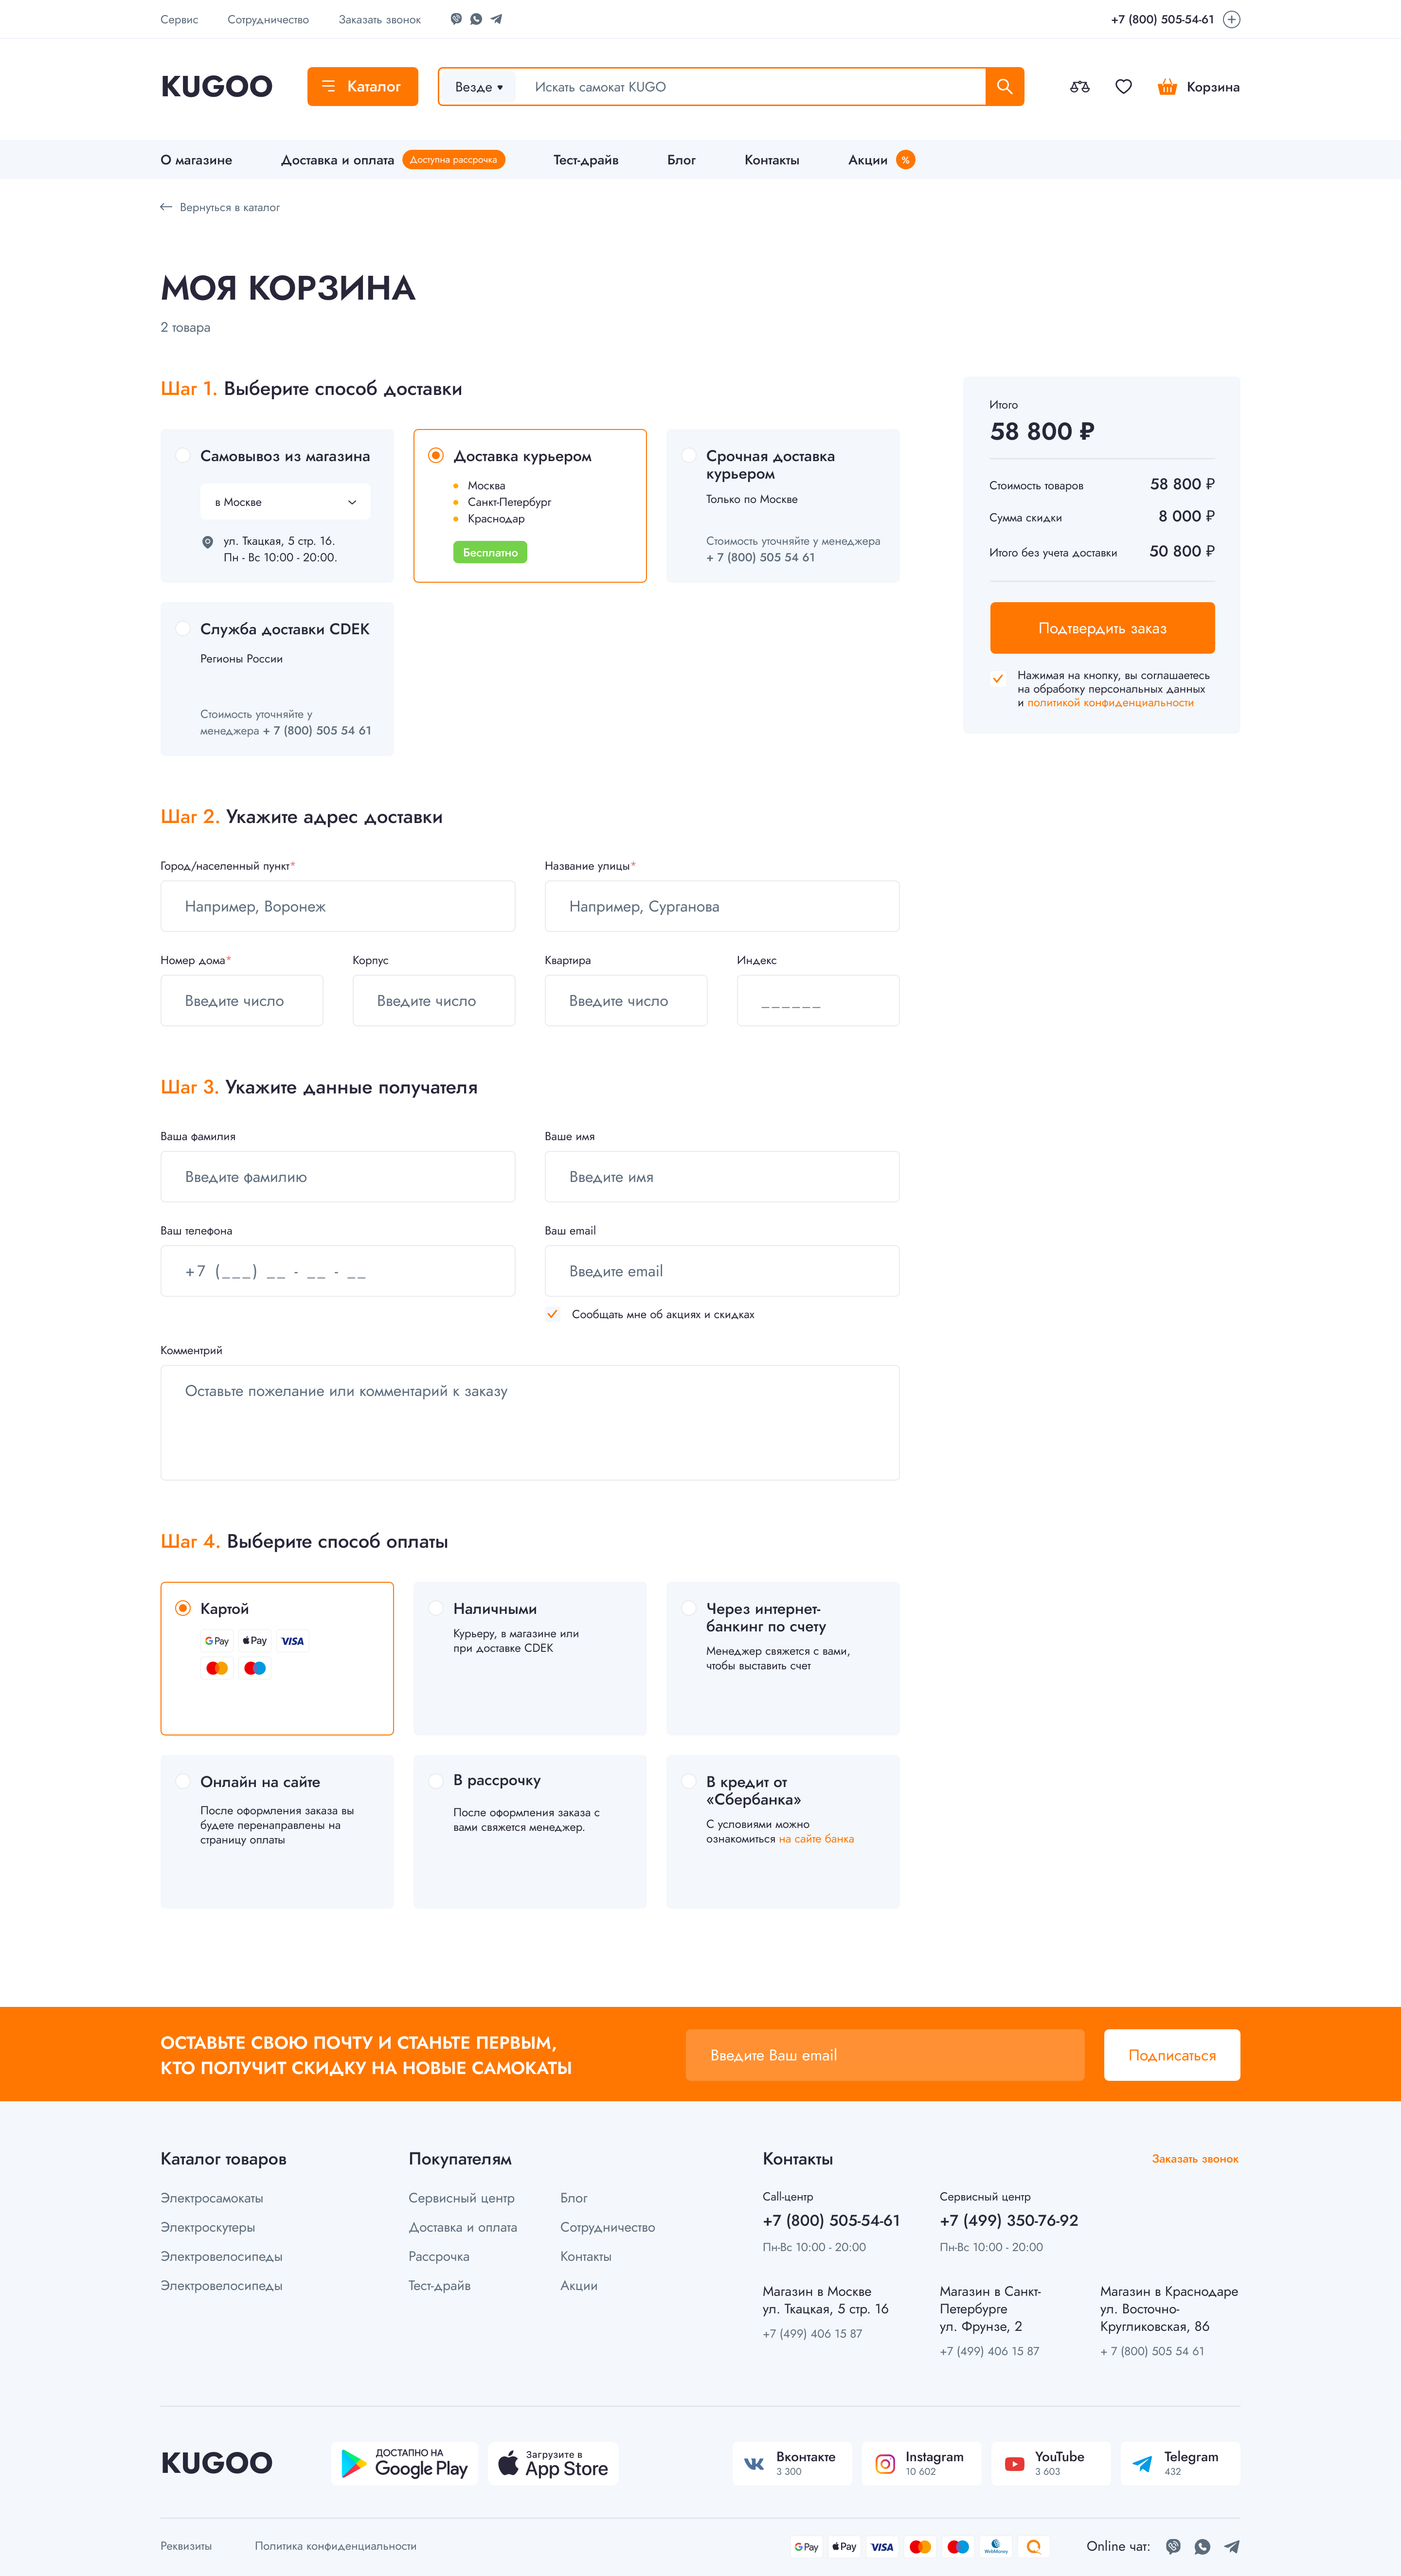 Сервис Сотрудничество Заказать звонок +7 (800) 505-54-61
KUGOO Каталог Везде Искать самокат KUGO Корзина
О магазине Доставка и оплата Доступна рассрочка Тест-драйв Блог Контакты Акции %
Вернуться в каталог
МОЯ КОРЗИНА
2 товара
Шаг 1. Выберите способ доставки
Самовывоз из магазина
в Москве
ул. Ткацкая, 5 стр. 16.
Пн - Вс 10:00 - 20:00.
Доставка курьером
Москва
Санкт-Петербург
Краснодар
Бесплатно
Срочная доставка
курьером
Только по Москве
Стоимость уточняйте у менеджера
+ 7 (800) 505 54 61
Служба доставки CDEK
Регионы России
Стоимость уточняйте у
менеджера + 7 (800) 505 54 61
Итого
58 800 ₽
Стоимость товаров 58 800 ₽
Сумма скидки 8 000 ₽
Итого без учета доставки 50 800 ₽
Подтвердить заказ
Нажимая на кнопку, вы соглашаетесь
на обработку персональных данных
и политикой конфиденциальности
Шаг 2. Укажите адрес доставки
Город/населенный пункт* Название улицы*
Например, Воронеж Например, Сурганова
Номер дома* Корпус Квартира Индекс
Введите число Введите число Введите число ______
Шаг 3. Укажите данные получателя
Ваша фамилия Ваше имя
Введите фамилию Введите имя
Ваш телефона Ваш email
+7 (___) __ - __ - __ Введите email
Сообщать мне об акциях и скидках
Комментрий
Оставьте пожелание или комментарий к заказу
Шаг 4. Выберите способ оплаты
Картой
G Pay Pay VISA
Наличными
Курьеру, в магазине или
при доставке CDEK
Через интернет-
банкинг по счету
Менеджер свяжется с вами,
чтобы выставить счет
Онлайн на сайте
После оформления заказа вы
будете перенаправлены на
страницу оплаты
В рассрочку
После оформления заказа с
вами свяжется менеджер.
В кредит от
«Сбербанка»
С условиями можно
ознакомиться на сайте банка
ОСТАВЬТЕ СВОЮ ПОЧТУ И СТАНЬТЕ ПЕРВЫМ,
КТО ПОЛУЧИТ СКИДКУ НА НОВЫЕ САМОКАТЫ
Введите Ваш email Подписаться
Каталог товаров
Электросамокаты
Электроскутеры
Электровелосипеды
Электровелосипеды
Покупателям
Сервисный центр
Доставка и оплата
Рассрочка
Тест-драйв
Блог
Сотрудничество
Контакты
Акции
Контакты Заказать звонок
Call-центр
+7 (800) 505-54-61
Пн-Вс 10:00 - 20:00
Сервисный центр
+7 (499) 350-76-92
Пн-Вс 10:00 - 20:00
Магазин в Москве
ул. Ткацкая, 5 стр. 16
+7 (499) 406 15 87
Магазин в Санкт-
Петербурге
ул. Фрунзе, 2
+7 (499) 406 15 87
Магазин в Краснодаре
ул. Восточно-
Кругликовская, 86
+ 7 (800) 505 54 61
KUGOO
ДОСТАПНО НА
Google Play
Загрузите в
App Store
Вконтакте
3 300
Instagram
10 602
YouTube
3 603
Telegram
432
Реквизиты Политика конфиденциальности G Pay Pay VISA WebMoney Online чат: